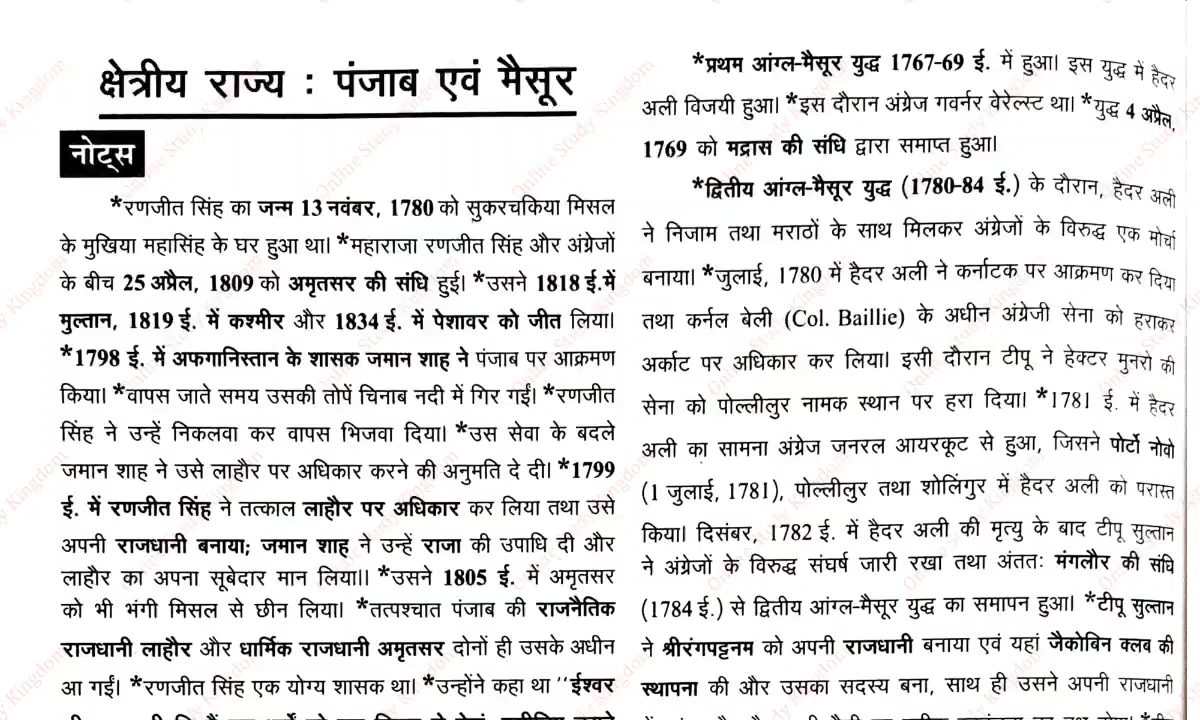 क्षेत्रीय राज्य : पंजाब एवं मैसूर
नोट्स
*रणजीत सिंह का जन्म 13 नवंबर, 1780 को सुकरचकिया मिसल
के मुखिया महासिंह के घर हुआ था। *महाराजा रणजीत सिंह और अंग्रेजों
के बीच 25 अप्रैल, 1809 को अमृतसर की संधि हुई। *उसने 1818 ई.में
मुल्तान, 1819 ई. में कश्मीर और 1834 ई. में पेशावर को जीत लिया।
*1798 ई. में अफगानिस्तान के शासक जमान शाह ने पंजाब पर आक्रमण
किया। *वापस जाते समय उसकी तोपें चिनाब नदी में गिर गईं। *रणजीत
सिंह ने उन्हें निकलवा कर वापस भिजवा दिया। *उस सेवा के बदले
जमान शाह ने उसे लाहौर पर अधिकार करने की अनुमति दे दी। *1799
ई. में रणजीत सिंह ने तत्काल लाहौर पर अधिकार कर लिया तथा उसे
अपनी राजधानी बनाया; जमान शाह ने उन्हें राजा की उपाधि दी और
लाहौर का अपना सूबेदार मान लिया।। *उसने 1805 ई. में अमृतसर
को भी भंगी मिसल से छीन लिया। *तत्पश्चात पंजाब की राजनैतिक
राजधानी लाहौर और धार्मिक राजधानी अमृतसर दोनों ही उसके अधीन
आ गईं। *रणजीत सिंह एक योग्य शासक था। *उन्होंने कहा था "ईश्वर
*प्रथम आंग्ल-मैसूर युद्ध 1767-69 ई. में हुआ। इस युद्ध में हैदर
अली विजयी हुआ। *इस दौरान अंग्रेज गवर्नर वेरेल्स्ट था। *युद्ध 4 अप्रैल,
1769 को मद्रास की संधि द्वारा समाप्त हुआ।
*द्वितीय आंग्ल-मैसूर युद्ध (1780-84 ई.) के दौरान, हैदर अली
ने निजाम तथा मराठों के साथ मिलकर अंग्रेजों के विरुद्ध एक मोर्चा
बनाया। *जुलाई, 1780 में हैदर अली ने कर्नाटक पर आक्रमण कर दिया
तथा कर्नल बेली (Col. Baillie) के अधीन अंग्रेजी सेना को हराकर
अर्काट पर अधिकार कर लिया। इसी दौरान टीपू ने हेक्टर मुनरो की
सेना को पोल्लीलुर नामक स्थान पर हरा दिया। *1781 ई. में हैदर
अली का सामना अंग्रेज जनरल आयरकूट से हुआ, जिसने पोर्टो नोवो
(1 जुलाई, 1781), पोल्लीलुर तथा शोलिंगुर में हैदर अली को परास्त
किया। दिसंबर, 1782 ई. में हैदर अली की मृत्यु के बाद टीपू सुल्तान
ने अंग्रेजों के विरुद्ध संघर्ष जारी रखा तथा अंततः मंगलौर की संधि
(1784 ई.) से द्वितीय आंग्ल-मैसूर युद्ध का समापन हुआ। *टीपू सुल्तान
ने श्रीरंगपट्टनम को अपनी राजधानी बनाया एवं यहां जैकोबिन क्लब की
स्थापना की और उसका सदस्य बना, साथ ही उसने अपनी राजधानी